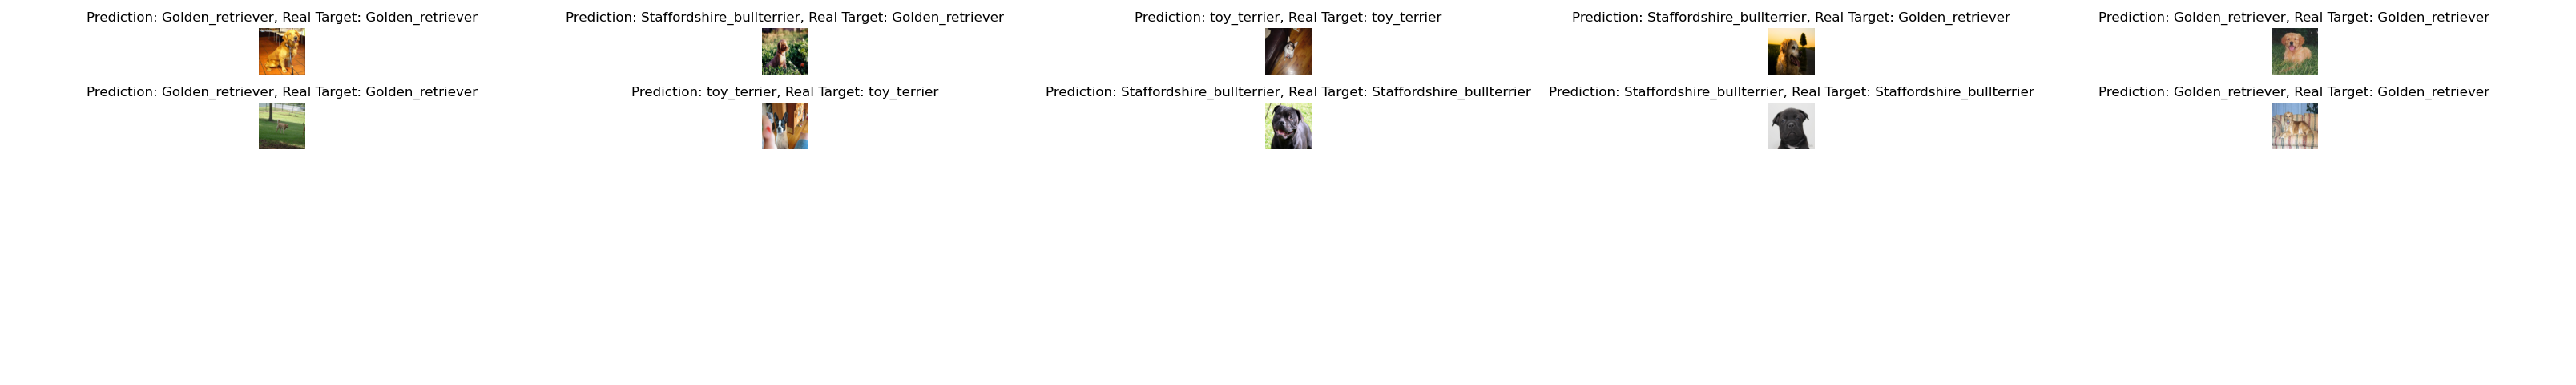 Prediction: Golden_retriever, Real Target: Golden_retriever
Prediction: Staffordshire_bullterrier, Real Target: Golden_retriever
Prediction: toy_terrier, Real Target: toy_terrier
Prediction: Staffordshire_bullterrier, Real Target: Golden_retriever
Prediction: Golden_retriever, Real Target: Golden_retriever
Prediction: Golden_retriever, Real Target: Golden_retriever
Prediction: toy_terrier, Real Target: toy_terrier
Prediction: Staffordshire_bullterrier, Real Target: Staffordshire_bullterrier
Prediction: Staffordshire_bullterrier, Real Target: Staffordshire_bullterrier
Prediction: Golden_retriever, Real Target: Golden_retriever